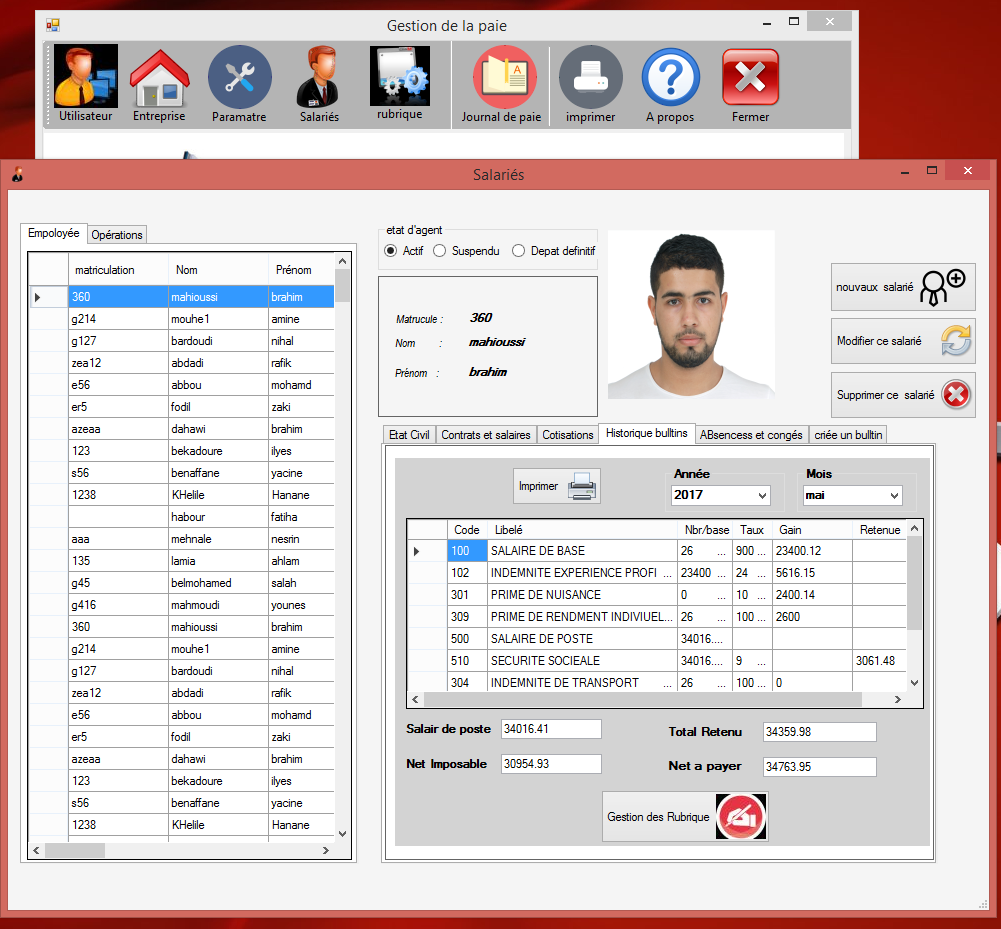 Gestion de la paie
Utilisateur Entreprise Paramatre Salariés rubrique Journal de paie imprimer A propos Fermer
Salariés
Empoloyée Opérations
matriculation Nom Prénom
360 mahioussi brahim
g214 mouhe1 amine
g127 bardoudi nihal
zea12 abdadi rafik
e56 abbou mohamd
er5 fodil zaki
azeaa dahawi brahim
123 bekadoure ilyes
s56 benaffane yacine
1238 KHelile Hanane
habour fatiha
aaa mehnale nesrin
135 lamia ahlam
g45 belmohamed salah
g416 mahmoudi younes
360 mahioussi brahim
g214 mouhe1 amine
g127 bardoudi nihal
zea12 abdadi rafik
e56 abbou mohamd
er5 fodil zaki
azeaa dahawi brahim
123 bekadoure ilyes
s56 benaffane yacine
1238 KHelile Hanane
etat d'agent
Actif Suspendu Depat definitif
Matrucule : 360
Nom : mahioussi
Prénom : brahim
nouvaux salarié
Modifier ce salarié
Supprimer ce salarié
Etat Civil Contrats et salaires Cotisations Historique bulltins ABsencess et congés criée un bulltin
Imprimer
Année
2017
Mois
mai
Code Libelé Nbr/base Taux Gain Retenue
100 SALAIRE DE BASE 26 ... 900 ... 23400.12
102 INDEMNITE EXPERIENCE PROFI ... 23400 ... 24 ... 5616.15
301 PRIME DE NUISANCE 0 ... 10 ... 2400.14
309 PRIME DE RENDMENT INDIVIUEL... 26 ... 100 ... 2600
500 SALAIRE DE POSTE 34016....
510 SECURITE SOCIEALE 34016.... 9 ... 3061.48
304 INDEMNITE DE TRANSPORT ... 26 ... 100 ... 0
Salair de poste 34016.41
Total Retenu 34359.98
Net Imposable 30954.93
Net a payer 34763.95
Gestion des Rubrique